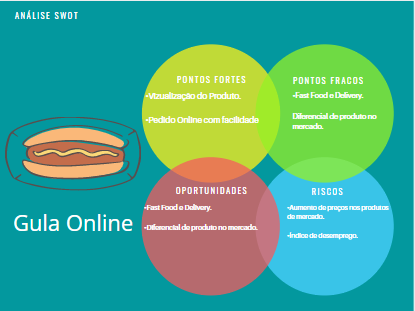 ANÁLISE SWOT
PONTOS FORTES
•Vizualização do Produto.
•Pedido Online com facilidade
PONTOS FRACOS
•Fast Food e Delivery.
Diferencial de produto no
mercado.
Gula Online
OPORTUNIDADES
•Fast Food e Delivery.
•Diferencial de produto no mercado.
RISCOS
•Aumento de preços nos produtos
de mercado.
•Índice de desemprego.